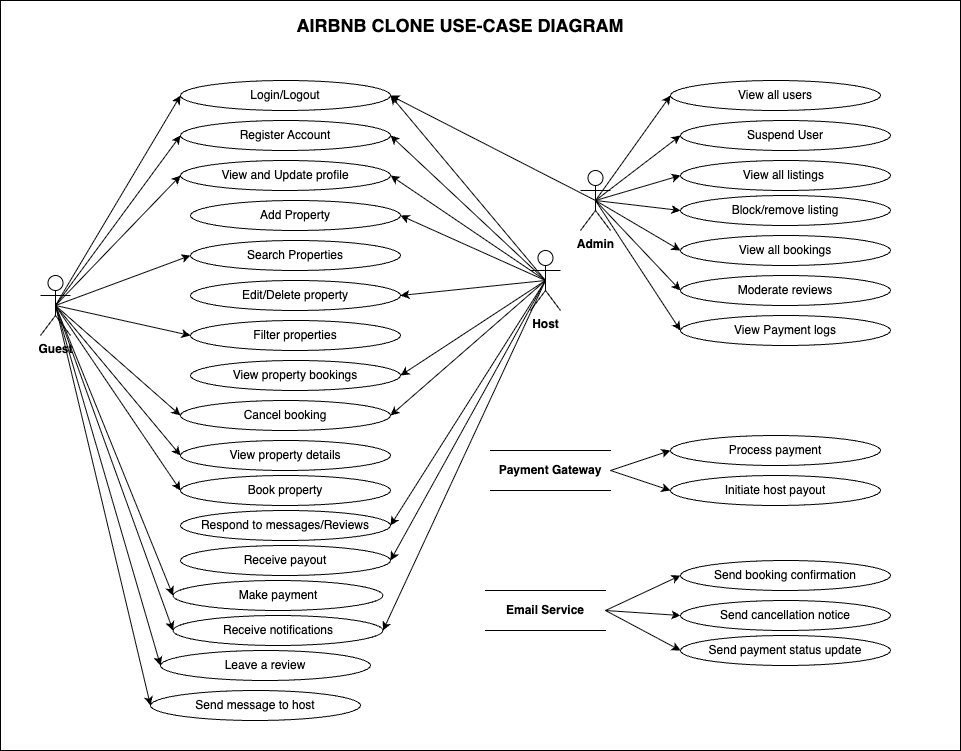 AIRBNB CLONE USE-CASE DIAGRAM
Login/Logout
Register Account
View and Update profile
Add Property
Search Properties
Edit/Delete property
Filter properties
View property bookings
Cancel booking
View property details
Book property
Respond to messages/Reviews
Receive payout
Make payment
Receive notifications
Leave a review
Send message to host
Guest
Host
Admin
View all users
Suspend User
View all listings
Block/remove listing
View all bookings
Moderate reviews
View Payment logs
Payment Gateway
Process payment
Initiate host payout
Email Service
Send booking confirmation
Send cancellation notice
Send payment status update